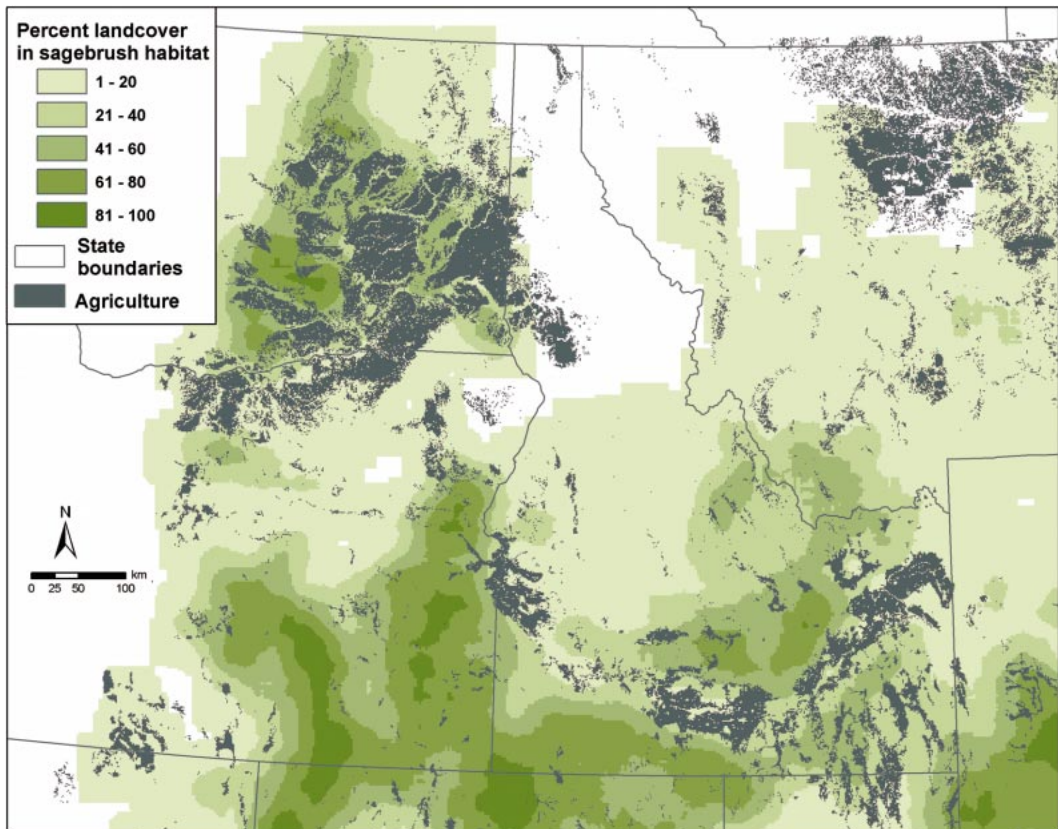 Percent landcover
in sagebrush habitat
1 - 20
21 - 40
41 - 60
61 - 80
81 - 100
State
boundaries
Agriculture
N
km
0 25 50 100